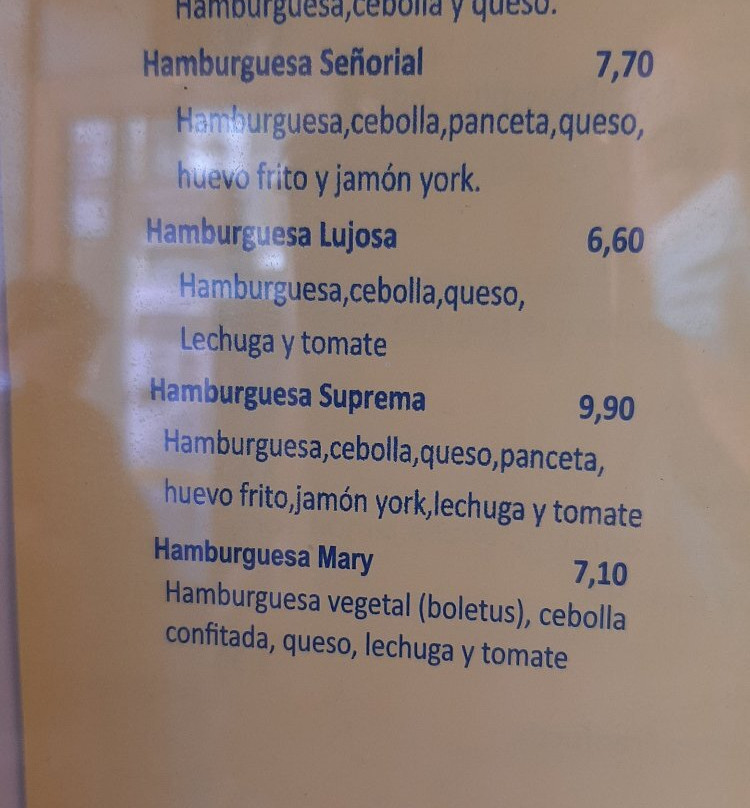 Hamburguesa,cebolla y queso.
Hamburguesa Señorial 7,70
Hamburguesa,cebolla,panceta,queso,
huevo frito y jamón york.
Hamburguesa Lujosa 6,60
Hamburguesa,cebolla,queso,
Lechuga y tomate
Hamburguesa Suprema 9,90
Hamburguesa,cebolla,queso,panceta,
huevo frito,jamón york,lechuga y tomate
Hamburguesa Mary 7,10
Hamburguesa vegetal (boletus), cebolla
confitada, queso, lechuga y tomate